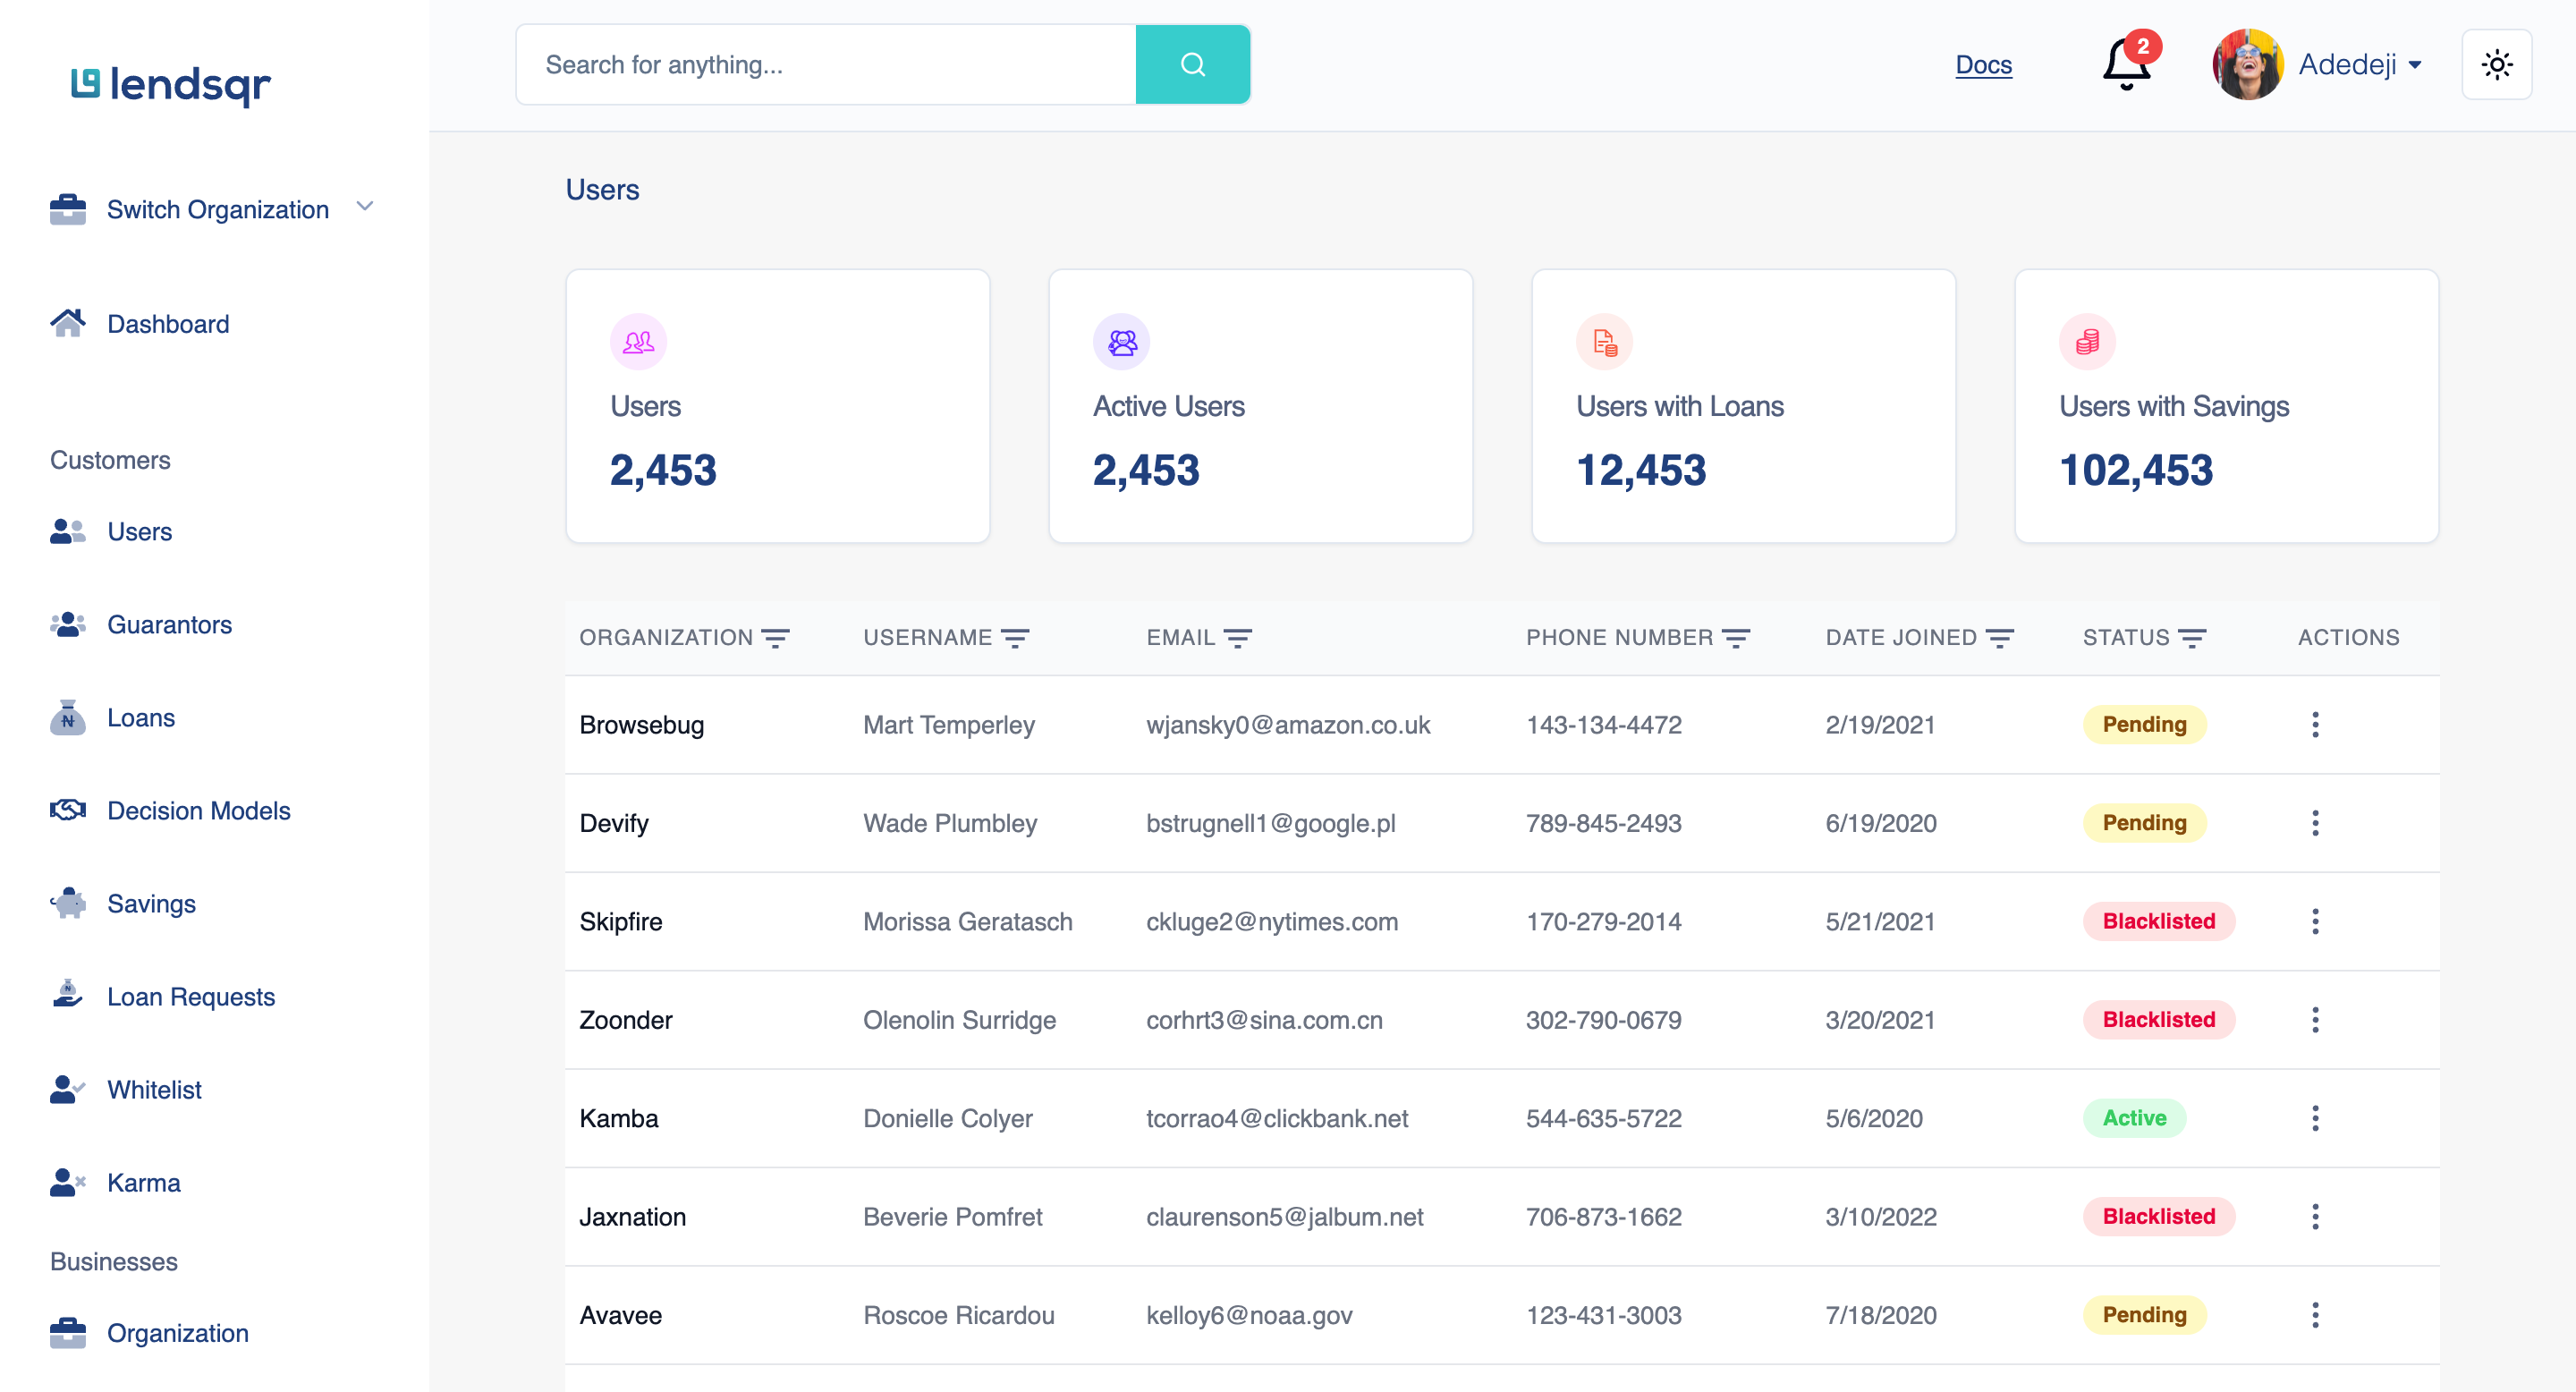 lendsqr
Search for anything...
Docs
2
Adedeji
Switch Organization
Dashboard
Customers
Users
Guarantors
Loans
Decision Models
Savings
Loan Requests
Whitelist
Karma
Businesses
Organization
Users
Users
2,453
Active Users
2,453
Users with Loans
12,453
Users with Savings
102,453
ORGANIZATION USERNAME EMAIL PHONE NUMBER DATE JOINED STATUS ACTIONS
Browsebug Mart Temperley wjansky0@amazon.co.uk 143-134-4472 2/19/2021 Pending
Devify Wade Plumbley bstrugnell1@google.pl 789-845-2493 6/19/2020 Pending
Skipfire Morissa Geratasch ckluge2@nytimes.com 170-279-2014 5/21/2021 Blacklisted
Zoonder Olenolin Surridge corhrt3@sina.com.cn 302-790-0679 3/20/2021 Blacklisted
Kamba Donielle Colyer tcorrao4@clickbank.net 544-635-5722 5/6/2020 Active
Jaxnation Beverie Pomfret claurenson5@jalbum.net 706-873-1662 3/10/2022 Blacklisted
Avavee Roscoe Ricardou kelloy6@noaa.gov 123-431-3003 7/18/2020 Pending